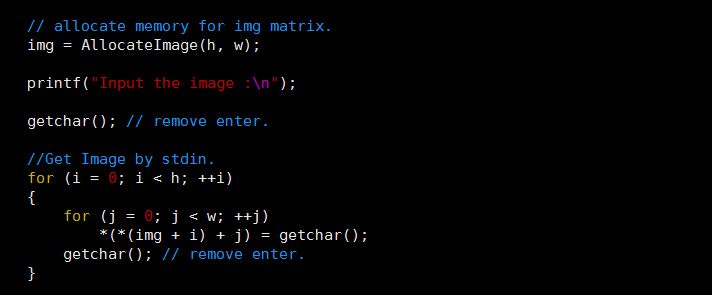 // allocate memory for img matrix.
img = AllocateImage(h, w);
printf("Input the image :\n");
getchar(); // remove enter.
//Get Image by stdin.
for (i = 0; i < h; ++i)
{
    for (j = 0; j < w; ++j)
        *(*(img + i) + j) = getchar();
    getchar(); // remove enter.
}